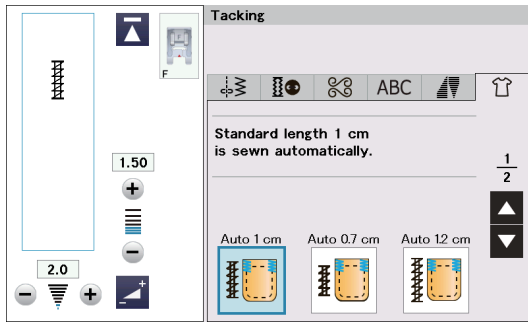 Tacking
F
ABC
Standard length 1 cm
is sewn automatically.
1.50
1
2
2.0
Auto 1 cm
Auto 0.7 cm
Auto 1.2 cm